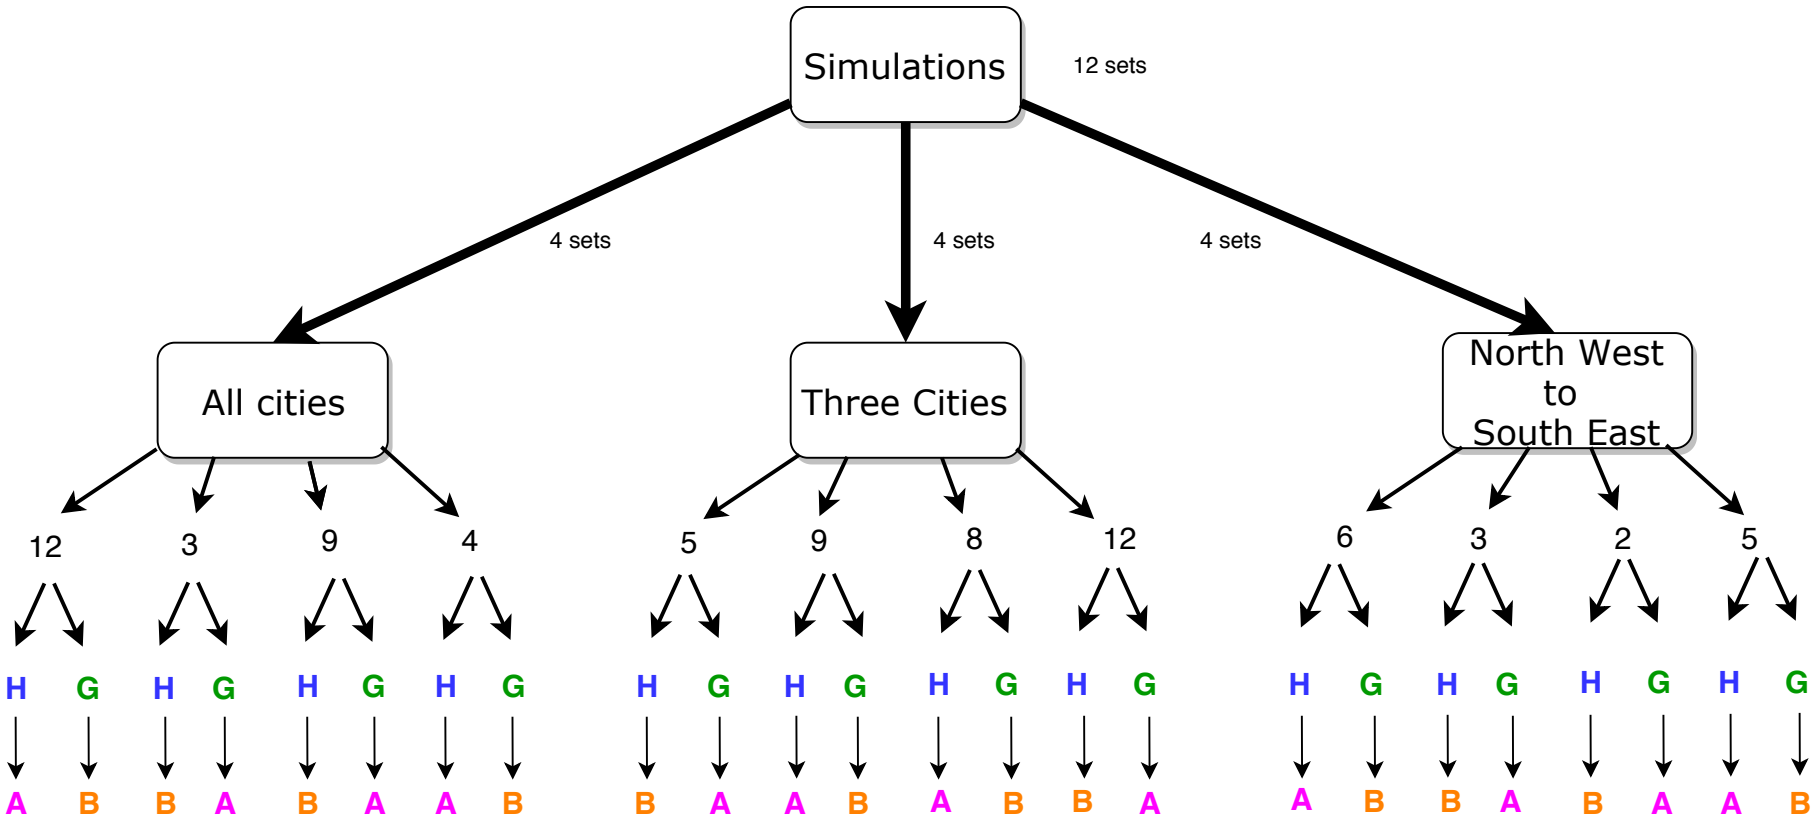 Simulations
12 sets
4 sets
4 sets
4 sets
All cities
Three Cities
North West
to
South East
12 3 9 4 5 9 8 12 6 3 2 5
H G H G H G H G H G H G H G H G H G H G H G H G
A B B A B A A B B A A B A B B A A B B A B A A B